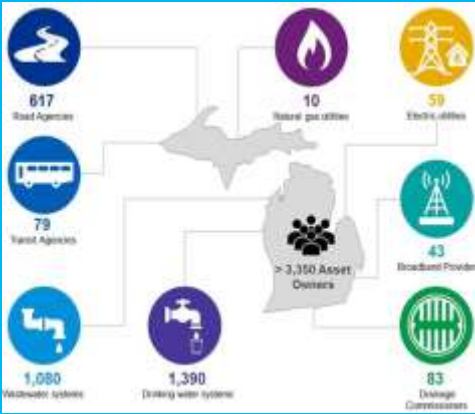 617
Road Agencies
10
Natural gas utilities
59
Electric utilities
79
Transit Agencies
> 3,350 Asset
Owners
43
Broadband Provider
1,080
Wastewater systems
1,390
Drinking water systems
83
Drainage
Commissioners